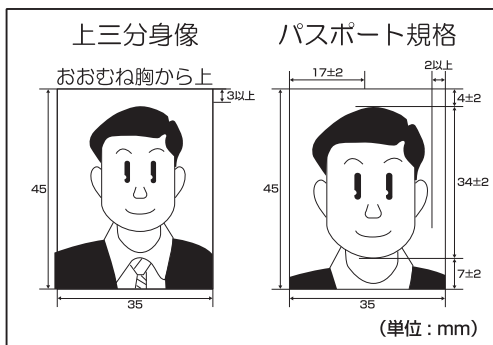 上三分身像
おおむね胸から上
3以上
45
35
パスポート規格
17±2
2以上
4±2
45
34±2
7±2
35
(単位：mm)